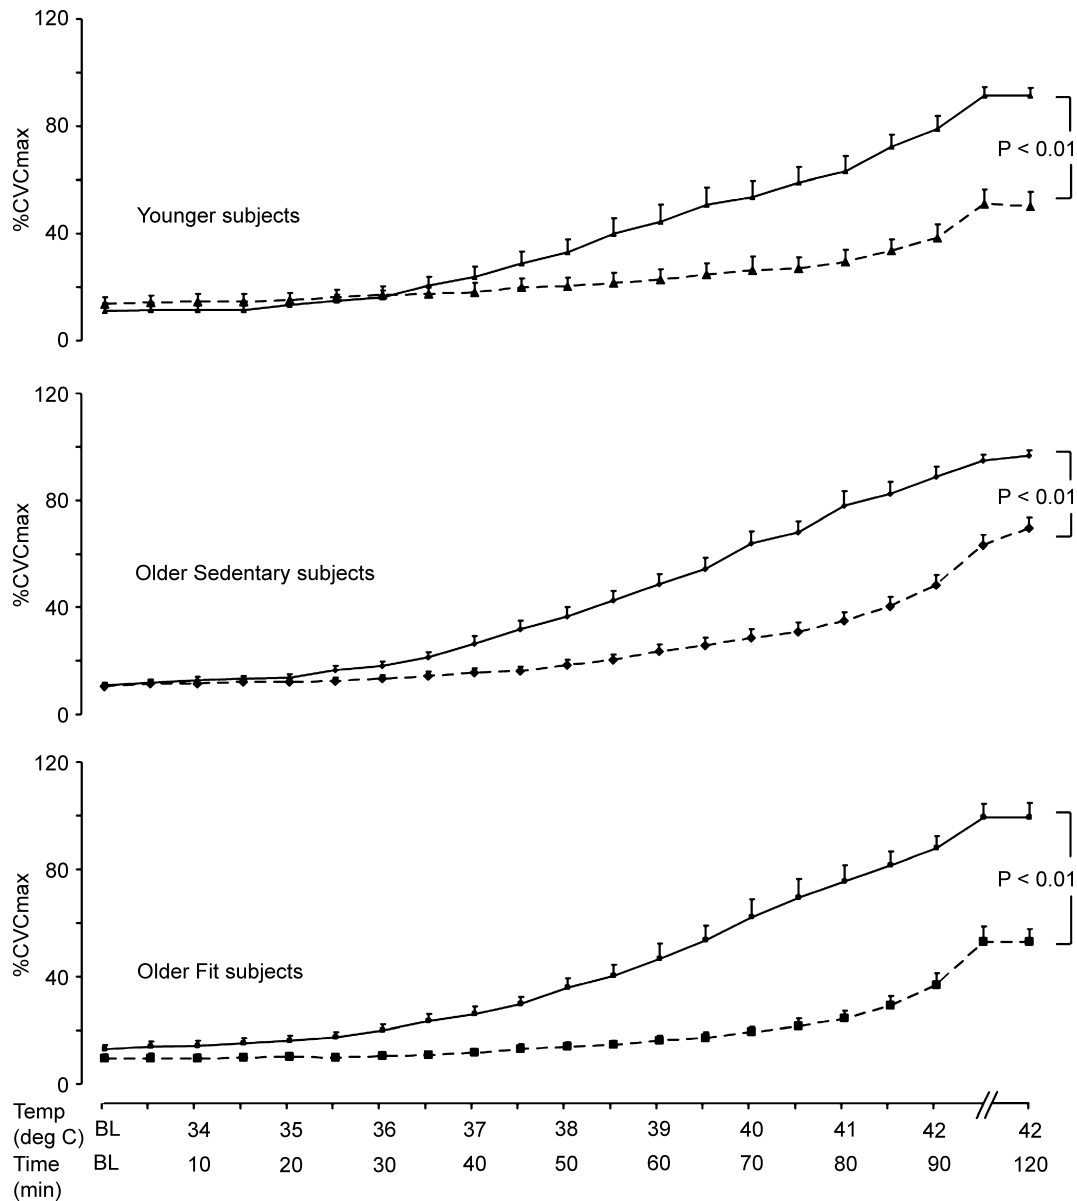 120
80
40
0
%CVCmax
Younger subjects
P < 0.01
120
80
40
0
%CVCmax
Older Sedentary subjects
P < 0.01
120
80
40
0
%CVCmax
Older Fit subjects
P < 0.01
Temp (deg C) BL 34 35 36 37 38 39 40 41 42 42
Time (min) BL 10 20 30 40 50 60 70 80 90 120